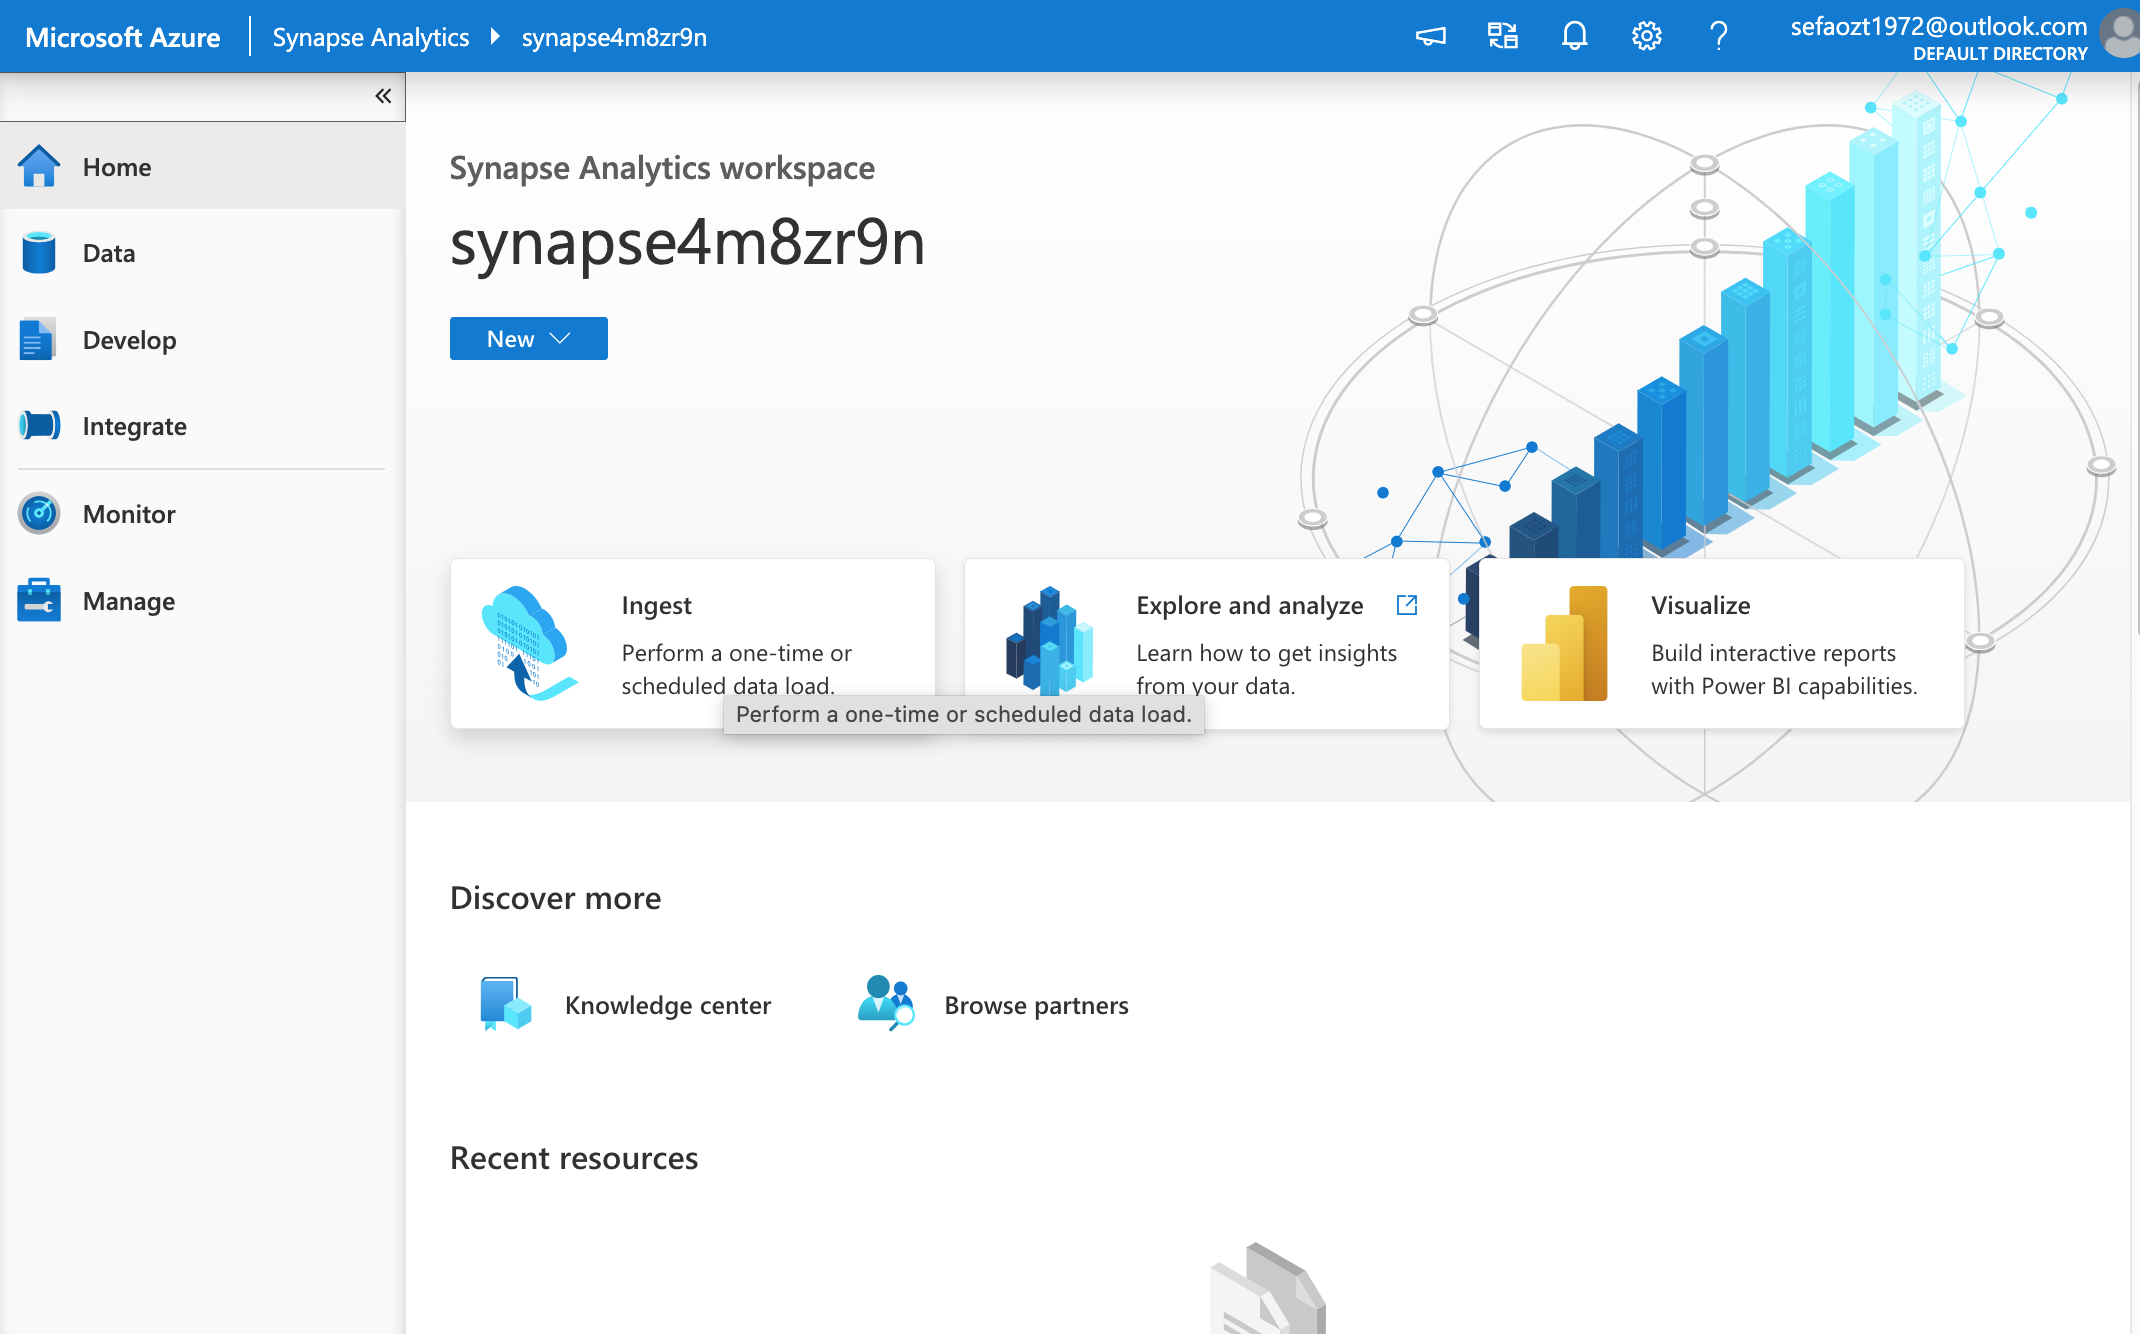 Microsoft Azure
Synapse Analytics
synapse4m8zr9n
sefaozt1972@outlook.com
DEFAULT DIRECTORY
Home
Data
Develop
Integrate
Monitor
Manage
Synapse Analytics workspace
synapse4m8zr9n
New
Ingest
Perform a one-time or
scheduled data load.
Perform a one-time or scheduled data load.
Explore and analyze
Learn how to get insights
from your data.
Visualize
Build interactive reports
with Power BI capabilities.
Discover more
Knowledge center
Browse partners
Recent resources